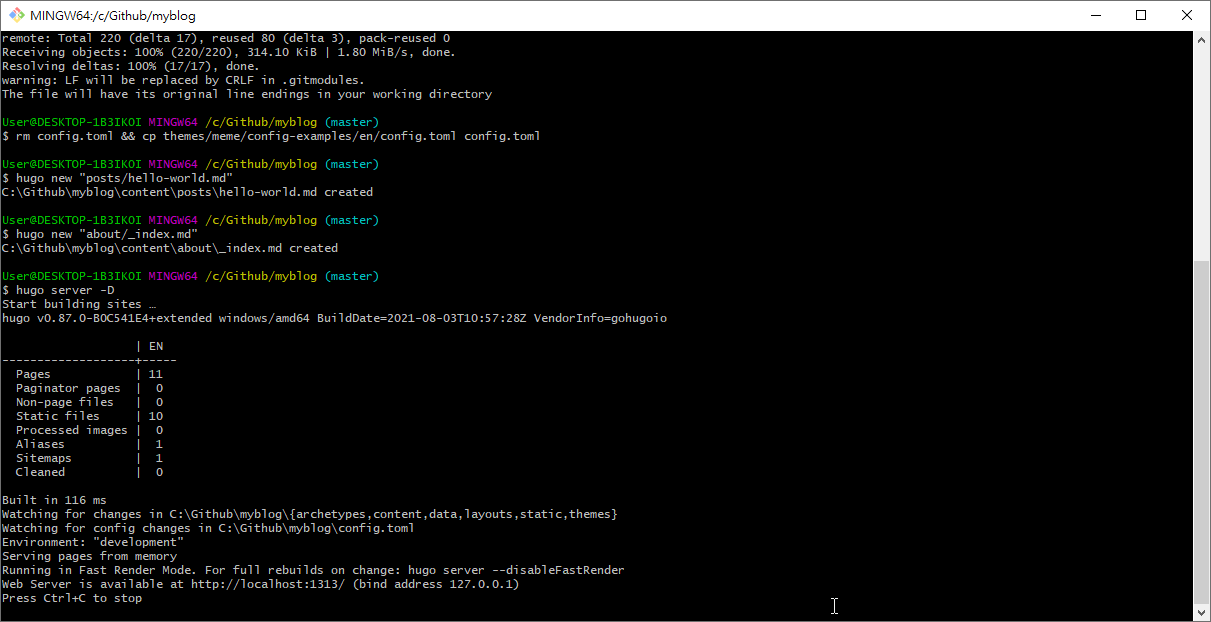 MINGW64:/c/Github/myblog
remote: Total 220 (delta 17), reused 80 (delta 3), pack-reused 0
Receiving objects: 100% (220/220), 314.10 KiB | 1.80 MiB/s, done.
Resolving deltas: 100% (17/17), done.
warning: LF will be replaced by CRLF in .gitmodules.
The file will have its original line endings in your working directory
User@DESKTOP-1B3IKOI MINGW64 /c/Github/myblog (master)
$ rm config.toml && cp themes/meme/config-examples/en/config.toml config.toml
User@DESKTOP-1B3IKOI MINGW64 /c/Github/myblog (master)
$ hugo new "posts/hello-world.md"
C:\Github\myblog\content\posts\hello-world.md created
User@DESKTOP-1B3IKOI MINGW64 /c/Github/myblog (master)
$ hugo new "about/_index.md"
C:\Github\myblog\content\about\_index.md created
User@DESKTOP-1B3IKOI MINGW64 /c/Github/myblog (master)
$ hugo server -D
Start building sites …
hugo v0.87.0-B0C541E4+extended windows/amd64 BuildDate=2021-08-03T10:57:28Z VendorInfo=gohugoio
| EN
-------------------+-----
Pages | 11
Paginator pages | 0
Non-page files | 0
Static files | 10
Processed images | 0
Aliases | 1
Sitemaps | 1
Cleaned | 0
Built in 116 ms
Watching for changes in C:\Github\myblog\{archetypes,content,data,layouts,static,themes}
Watching for config changes in C:\Github\myblog\config.toml
Environment: "development"
Serving pages from memory
Running in Fast Render Mode. For full rebuilds on change: hugo server --disableFastRender
Web Server is available at http://localhost:1313/ (bind address 127.0.0.1)
Press Ctrl+C to stop